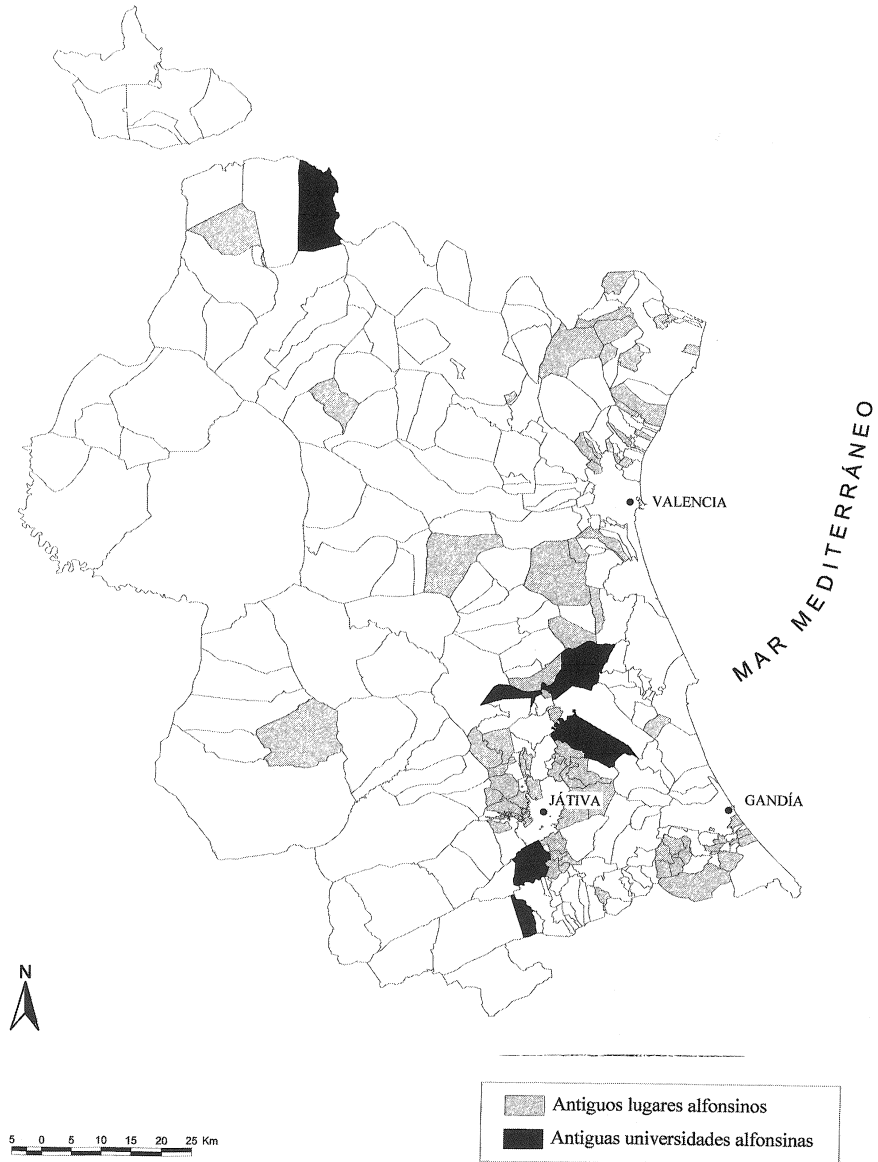 MAR MEDITERRÁNEO
VALENCIA
JÁTIVA
GANDÍA
N
5 0 5 10 15 20 25 Km
Antiguos lugares alfonsinos
Antiguas universidades alfonsinas